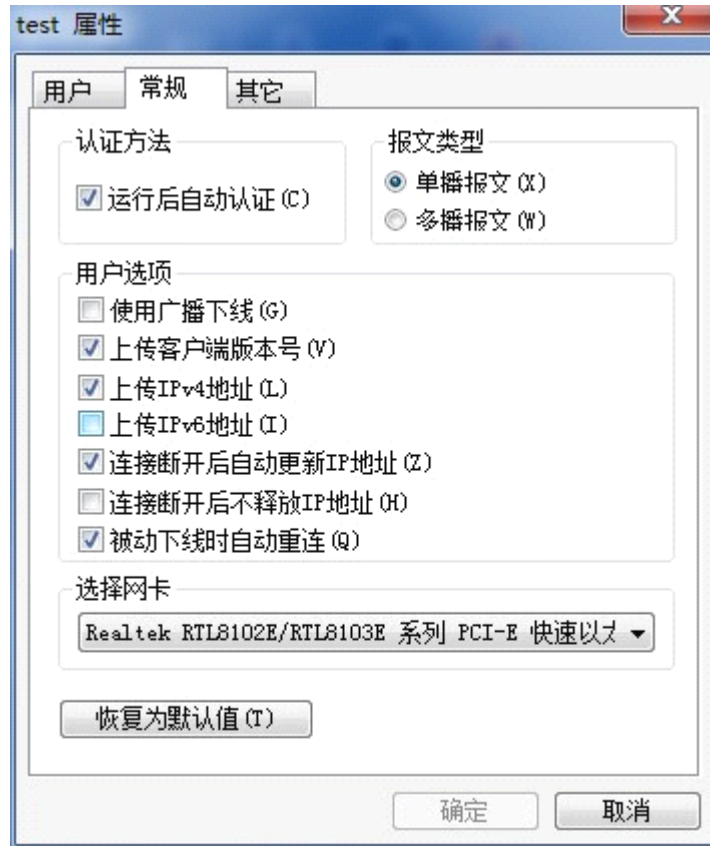 test 属性
用户 常规 其它
认证方法
运行后自动认证(C)
报文类型
单播报文(X)
多播报文(W)
用户选项
使用广播下线(G)
上传客户端版本号(V)
上传IPv4地址(L)
上传IPv6地址(I)
连接断开后自动更新IP地址(Z)
连接断开后不释放IP地址(H)
被动下线时自动重连(Q)
选择网卡
Realtek RTL8102E/RTL8103E 系列 PCI-E 快速以
恢复为默认值(T)
确定 取消